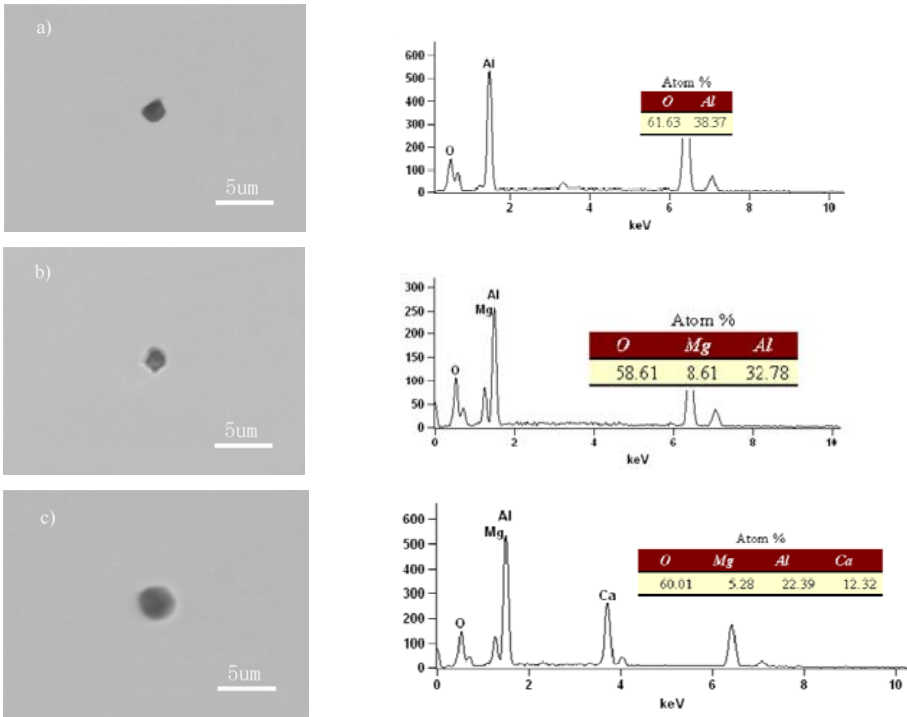 a)
5um
600
500
400
300
200
100
0
Al
O
2
4
6
8
10
keV
Atom %
O Al
61.63 38.37
b)
5um
300
250
200
150
100
50
0
Al
Mg
O
0
2
4
6
8
10
keV
Atom %
O Mg Al
58.61 8.61 32.78
c)
5um
600
500
400
300
200
100
0
Al
Mg
O
Ca
0
2
4
6
8
10
keV
Atom %
O Mg Al Ca
60.01 5.28 22.39 12.32